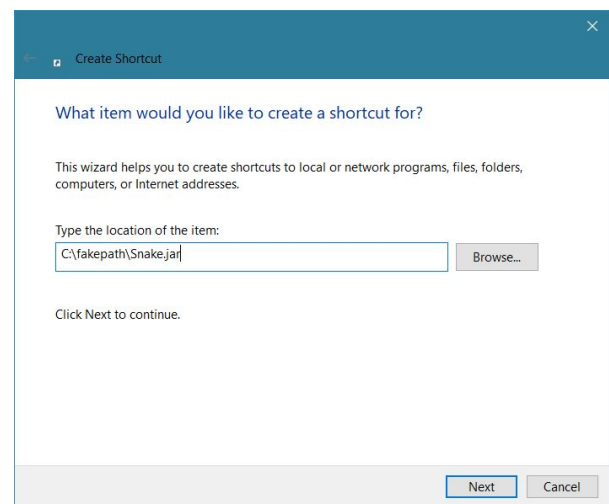 Create Shortcut
What item would you like to create a shortcut for?
This wizard helps you to create shortcuts to local or network programs, files, folders,
computers, or Internet addresses.
Type the location of the item:
C:\fakepath\Snake.jar
Browse...
Click Next to continue.
Next
Cancel